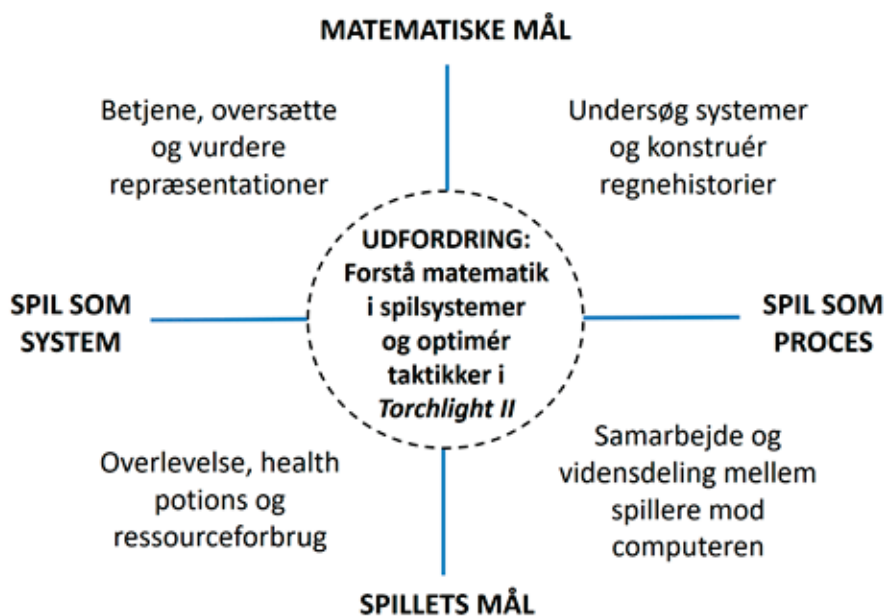 MATEMATISKE MÅL
Betjene, oversætte
og vurdere
repræsentationer
Undersøg systemer
og konstruér
regnehistorier
UDFORDRING:
Forstå matematik
i spilsystemer
og optimér
taktikker i
Torchlight II
SPIL SOM
SYSTEM
SPIL SOM
PROCES
Overlevelse, health
potions og
ressourceforbrug
Samarbejde og
vidensdeling mellem
spillere mod
computeren
SPILLETS MÅL